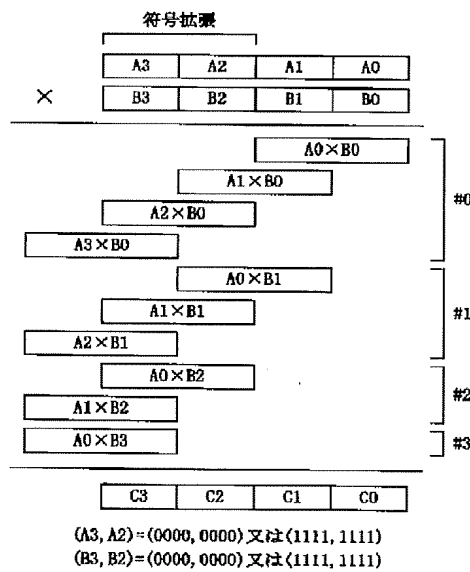 符号拡張
A3 A2 A1 A0
× B3 B2 B1 B0
A0×B0
A1×B0
A2×B0
A3×B0
#0
A0×B1
A1×B1
A2×B1
#1
A0×B2
A1×B2
#2
A0×B3
#3
C3 C2 C1 C0
(A3,A2)=(0000,0000)又は(1111,1111)
(B3,B2)=(0000,0000)又は(1111,1111)